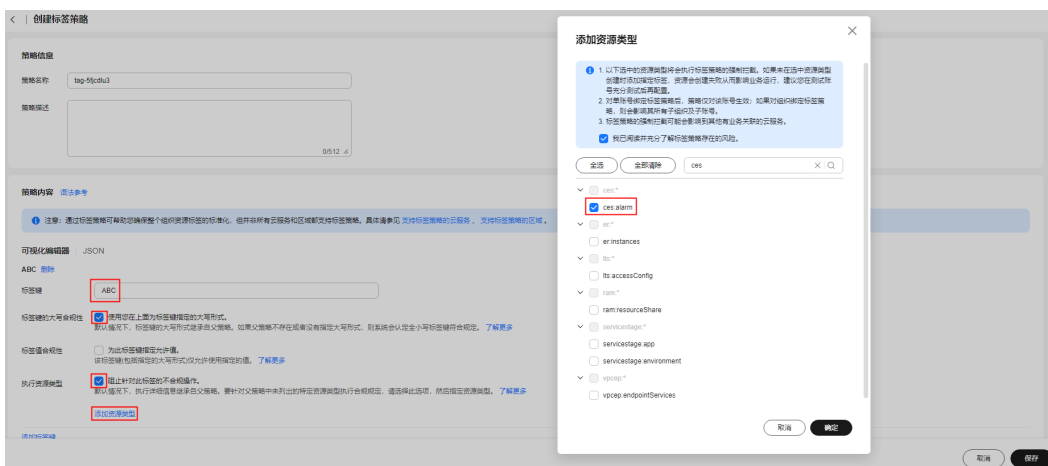 < | 创建标签策略
策略信息
策略名称 tag-5fjcdlu3
策略描述
0/512
策略内容 语法参考
注意：通过标签策略可帮助您确保整个组织资源标签的标准化，但并非所有云服务和区域都支持标签策略。具体请参见 支持标签策略的云服务 、 支持标签策略的区域 。
可视化编辑器 | JSON
ABC 删除
标签键 ABC
标签键的大写合规性 使用您在上面为标签键指定的大写形式。
默认情况下，标签键的大写形式继承自父策略。如果父策略不存在或者没有指定大写形式，则系统会认定全小写标签键符合规定。 了解更多
标签值合规性 为此标签键指定允许值。
该标签键(包括指定的大写形式)仅允许使用指定的值。 了解更多
执行资源类型 阻止针对此标签的不合规操作。
默认情况下，执行详细信息继承自父策略。要针对父策略中未列出的特定资源类型执行合规规定，请选择此选项，然后指定资源类型。 了解更多
添加资源类型
添加标签键
取消 保存
添加资源类型
1. 以下选中的资源类型将会执行标签策略的强制拦截。如果未在选中资源类型
创建时添加指定标签，资源会创建失败从而影响业务运行，建议您在测试账
号充分测试后再配置。
2. 对单账号绑定标签策略后，策略仅对该账号生效；如果对组织绑定标签策
略，则会影响其所有子组织及子账号。
3. 标签策略的强制拦截可能会影响到其他有业务关联的云服务。
我已阅读并充分了解标签策略存在的风险。
全选 全部清除 ces
ces:*
ces:alarm
er:*
er:instances
lts:*
lts:accessConfig
ram:*
ram:resourceShare
servicestage:*
servicestage:app
servicestage:environment
vpcep:*
vpcep:endpointServices
取消 确定